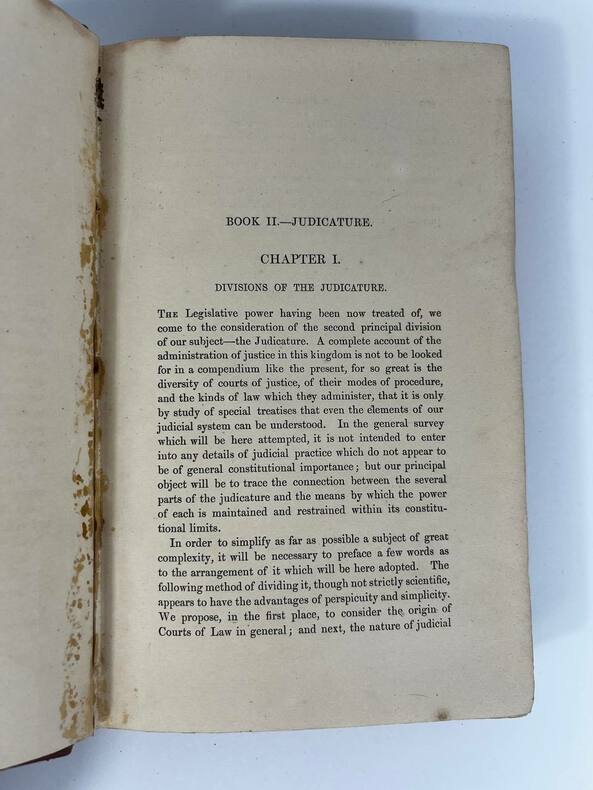 BOOK II.—JUDICATURE.
CHAPTER I.
DIVISIONS OF THE JUDICATURE.
THE Legislative power having been now treated of, we
come to the consideration of the second principal division
of our subject—the Judicature. A complete account of the
administration of justice in this kingdom is not to be looked
for in a compendium like the present, for so great is the
diversity of courts of justice, of their modes of procedure,
and the kinds of law which they administer, that it is only
by study of special treatises that even the elements of our
judicial system can be understood. In the general survey
which will be here attempted, it is not intended to enter
into any details of judicial practice which do not appear to
be of general constitutional importance; but our principal
object will be to trace the connection between the several
parts of the judicature and the means by which the power
of each is maintained and restrained within its constitu-
tional limits.
In order to simplify as far as possible a subject of great
complexity, it will be necessary to preface a few words as
to the arrangement of it which will be here adopted. The
following method of dividing it, though not strictly scientific,
appears to have the advantages of perspicuity and simplicity.
We propose, in the first place, to consider the origin of
Courts of Law in general; and next, the nature of judicial